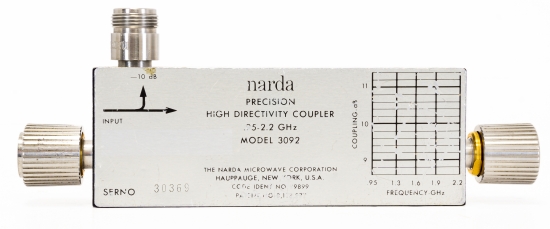 —10 dB
narda
PRECISION
HIGH DIRECTIVITY COUPLER
.95-2.2 GHz
MODEL 3092
INPUT
THE NARDA MICROWAVE CORPORATION
HAUPPAUGE, NEW YORK, U.S.A.
CODE IDENT NO 99899
SERNO 30369
COUPLING dB
11
10
9
.95 1.3 1.6 1.9 2.2
FREQUENCY GHz